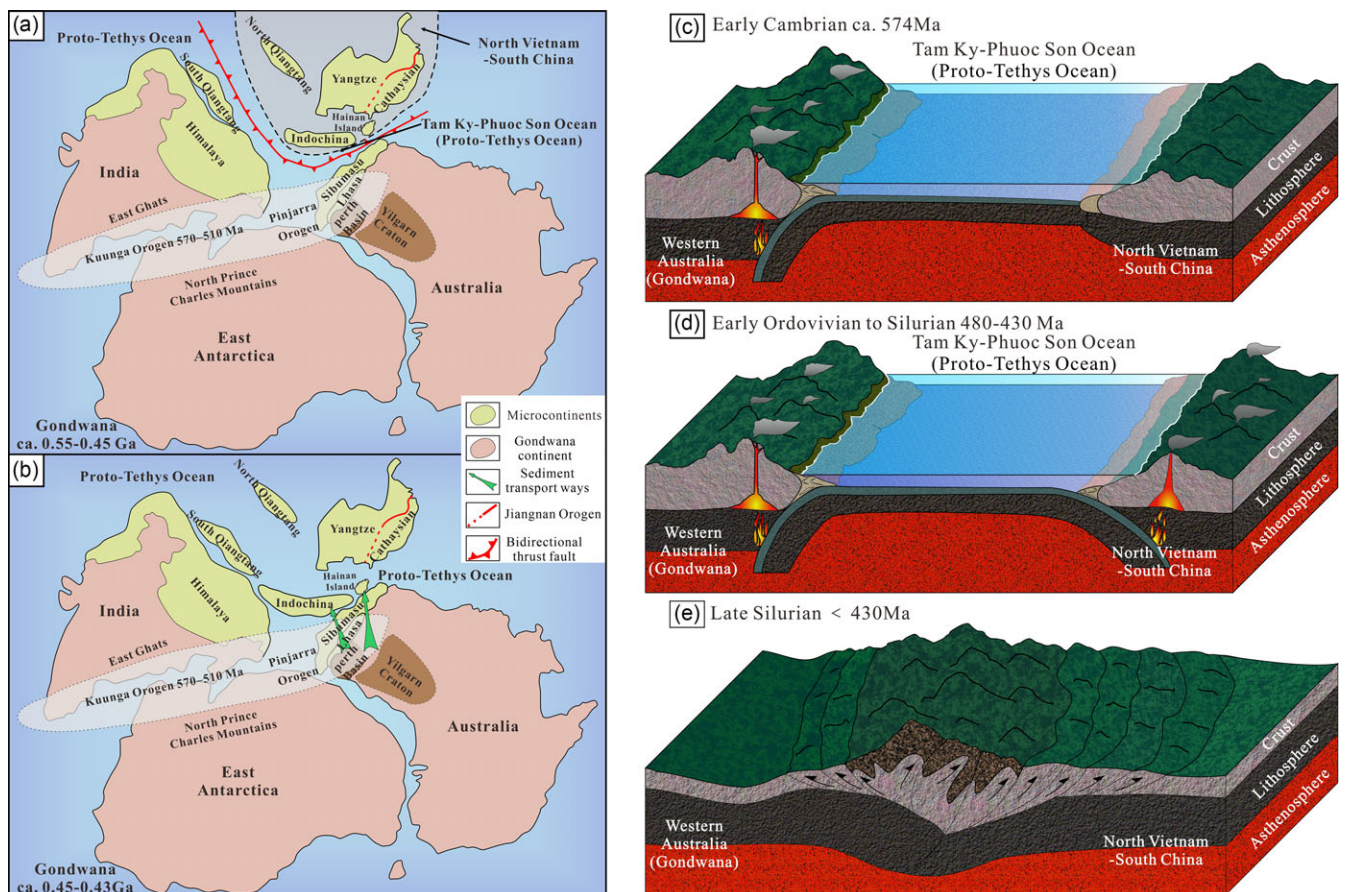 (a)
Proto-Tethys Ocean
North Qiangtang
South Qiangtang
North Vietnam
-South China
Yangtze
Cathaysian
Hainan
Island
Indochina
Tam Ky-Phuoc Son Ocean
(Proto-Tethys Ocean)
India
Himalaya
Sibumasu
Lhasa
perth
Basin
Yilgarn
Craton
East Ghats
Pinjarra
Orogen
Kuunga Orogen 570–510 Ma
North Prince
Charles Mountains
Australia
East
Antarctica
Gondwana
ca. 0.55-0.45 Ga
Microcontinents
Gondwana
continent
Sediment
transport ways
Jiangnan Orogen
Bidirectional
thrust fault
(b)
Proto-Tethys Ocean
North Qiangtang
South Qiangtang
Yangtze
Cathaysian
Hainan
Island
Proto-Tethys Ocean
Indochina
India
Himalaya
Sibumasu
Lhasa
perth
Basin
Yilgarn
Craton
East Ghats
Pinjarra
Orogen
Kuunga Orogen 570–510 Ma
North Prince
Charles Mountains
Australia
East
Antarctica
Gondwana
ca. 0.45-0.43Ga
(c) Early Cambrian ca. 574Ma
Tam Ky-Phuoc Son Ocean
(Proto-Tethys Ocean)
Crust
Lithosphere
Asthenosphere
Western
Australia
(Gondwana)
North Vietnam
-South China
(d) Early Ordovivian to Silurian 480-430 Ma
Tam Ky-Phuoc Son Ocean
(Proto-Tethys Ocean)
Crust
Lithosphere
Asthenosphere
Western
Australia
(Gondwana)
North Vietnam
-South China
(e) Late Silurian < 430Ma
Crust
Lithosphere
Asthenosphere
Western
Australia
(Gondwana)
North Vietnam
-South China